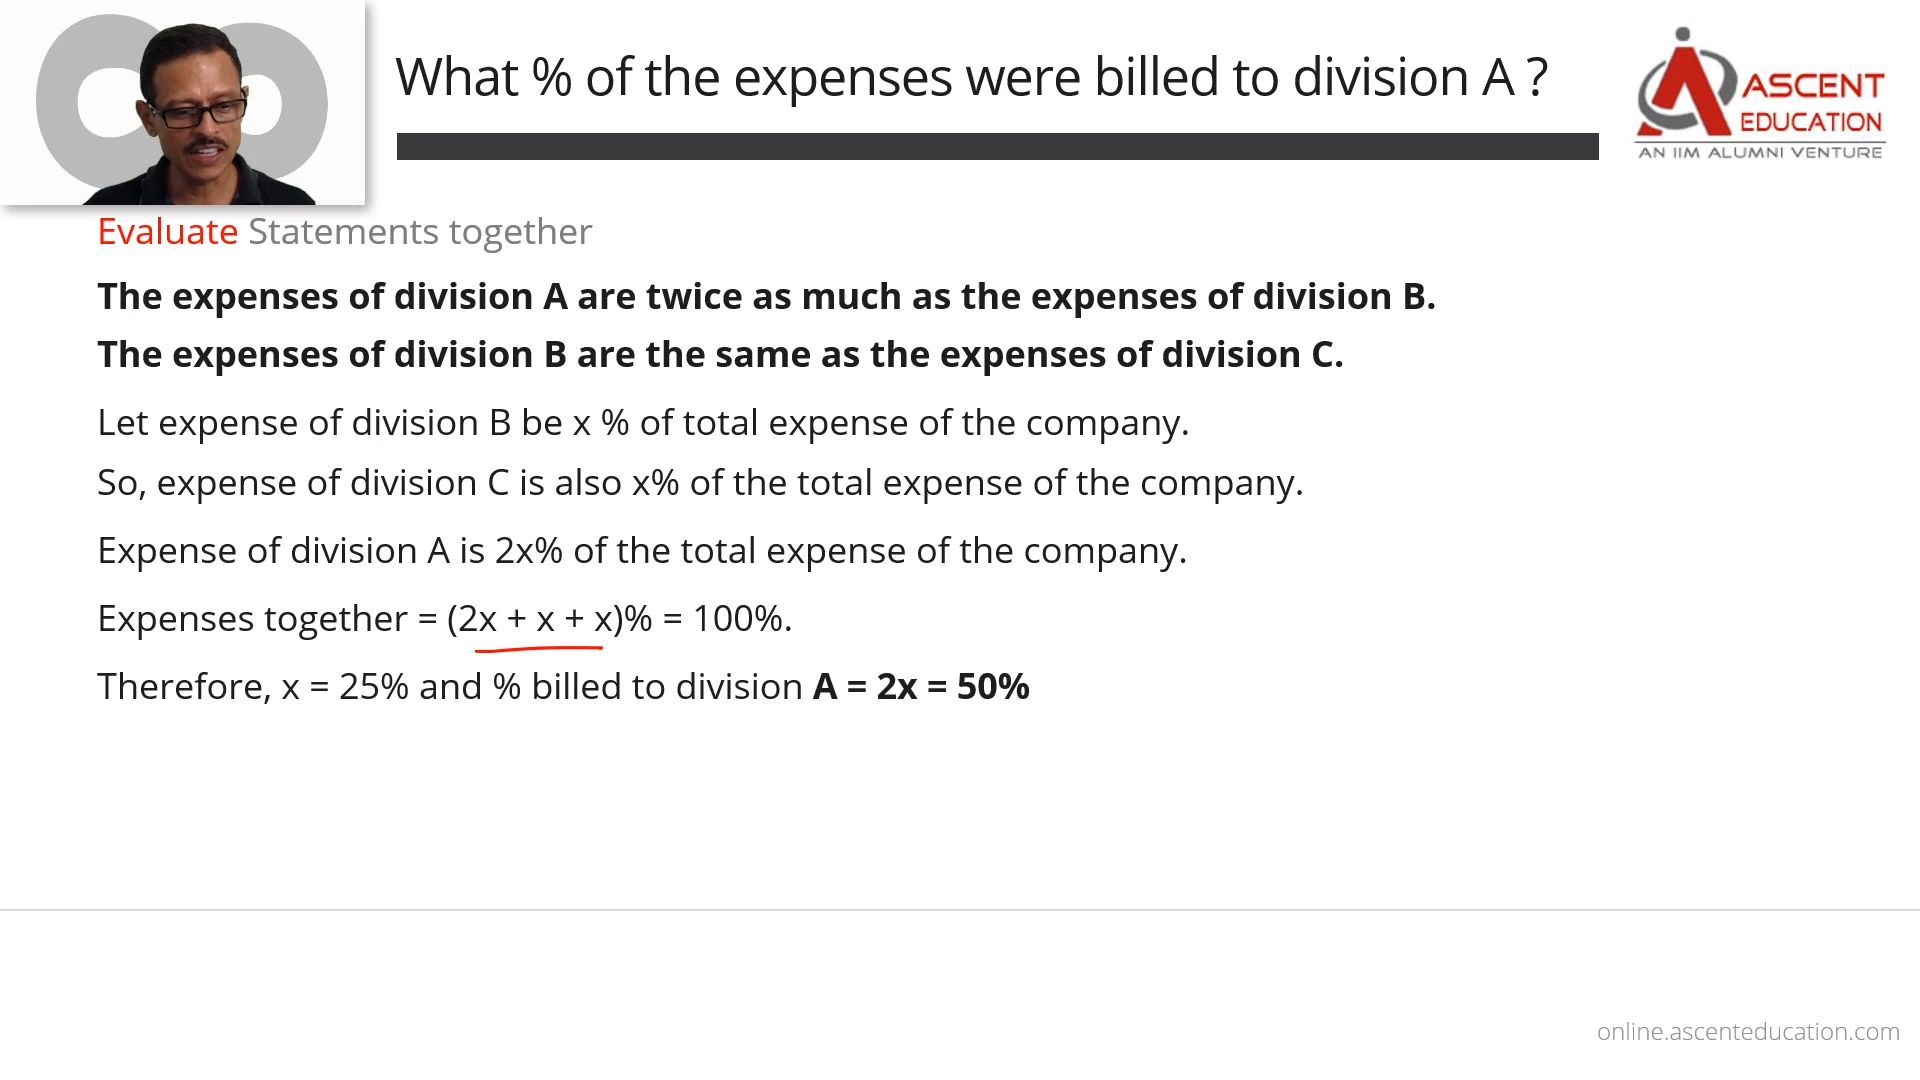 What % of the expenses were billed to division A ?
ASCENT
EDUCATION
AN IIM ALUMNI VENTURE
Evaluate Statements together
The expenses of division A are twice as much as the expenses of division B.
The expenses of division B are the same as the expenses of division C.
Let expense of division B be x % of total expense of the company.
So, expense of division C is also x% of the total expense of the company.
Expense of division A is 2x% of the total expense of the company.
Expenses together = (2x + x + x)% = 100%.
Therefore, x = 25% and % billed to division A = 2x = 50%
online.ascenteducation.com